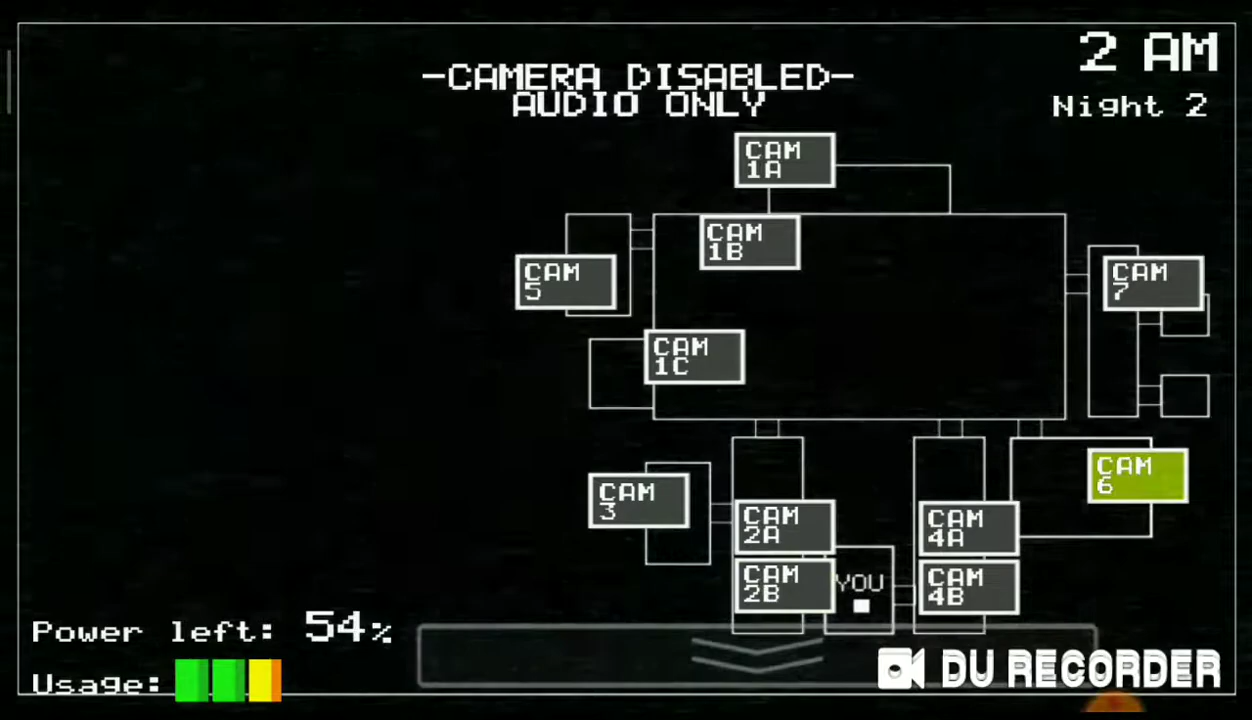 2 AM
Night 2
-CAMERA DISABLED-
AUDIO ONLY
CAM
1A
CAM
1B
CAM
5
CAM
7
CAM
1C
CAM
6
CAM
3
CAM
2A
CAM
4A
CAM
2B
YOU
CAM
4B
Power left: 54%
Usage:
DU RECORDER